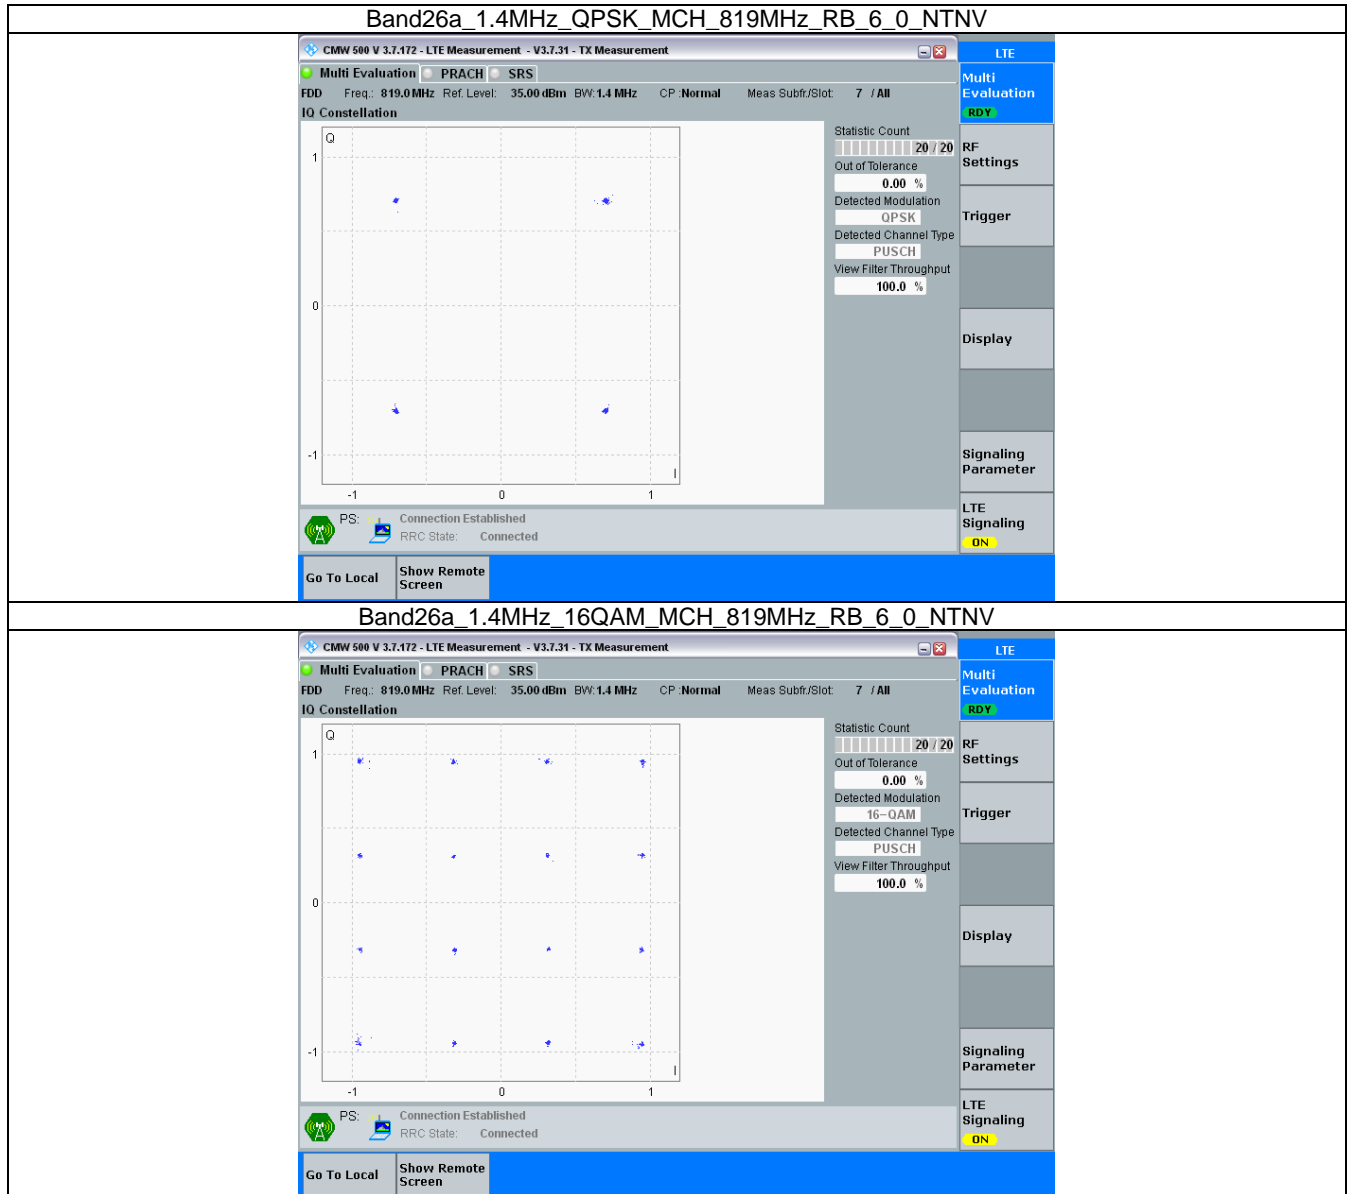 Band26a_1.4MHz_QPSK_MCH_819MHz_RB_6_0_NTNV
CMW 500 V 3.7.172 - LTE Measurement - V3.7.31 - TX Measurement
LTE
Multi Evaluation PRACH SRS
Multi
Evaluation
RDY
FDD Freq.: 819.0 MHz Ref. Level: 35.00 dBm BW: 1.4 MHz CP :Normal Meas Subfr./Slot: 7 / All
IQ Constellation
Q
1
0
-1
I
-1 0 1
Statistic Count
20 / 20
Out of Tolerance
0.00 %
Detected Modulation
QPSK
Detected Channel Type
PUSCH
View Filter Throughput
100.0 %
RF
Settings
Trigger
Display
Signaling
Parameter
LTE
Signaling
ON
PS: Connection Established
RRC State: Connected
Go To Local
Show Remote
Screen
Band26a_1.4MHz_16QAM_MCH_819MHz_RB_6_0_NTNV
CMW 500 V 3.7.172 - LTE Measurement - V3.7.31 - TX Measurement
LTE
Multi Evaluation PRACH SRS
Multi
Evaluation
RDY
FDD Freq.: 819.0 MHz Ref. Level: 35.00 dBm BW: 1.4 MHz CP :Normal Meas Subfr./Slot: 7 / All
IQ Constellation
Q
1
0
-1
I
-1 0 1
Statistic Count
20 / 20
Out of Tolerance
0.00 %
Detected Modulation
16-QAM
Detected Channel Type
PUSCH
View Filter Throughput
100.0 %
RF
Settings
Trigger
Display
Signaling
Parameter
LTE
Signaling
ON
PS: Connection Established
RRC State: Connected
Go To Local
Show Remote
Screen